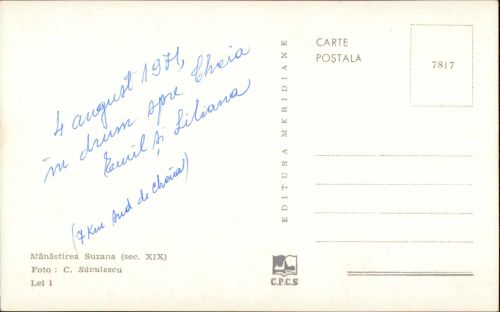 4 august 1971,
în drum spre Cheia
Emil și Liliana
(7 km sud de Cheia)
Mănăstirea Suzana (sec. XIX)
Foto : C. Săvulescu
Lei 1
EDITURA MERIDIANE
C.P.C.S
CARTE
POȘTALA
7817